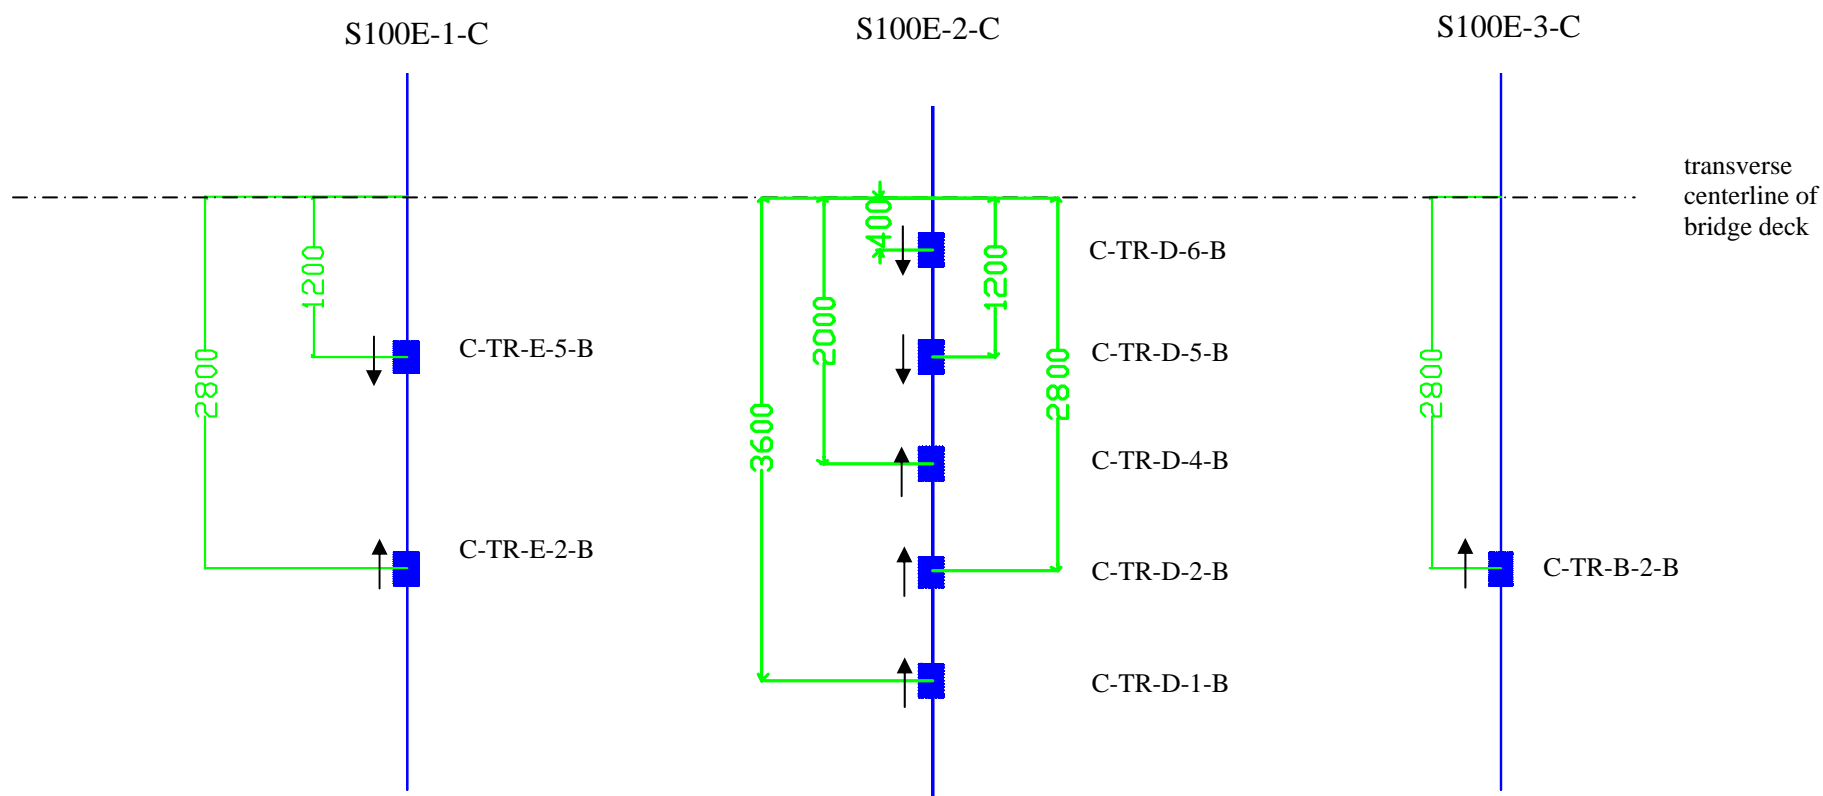 S100E-1-C
S100E-2-C
S100E-3-C
transverse
centerline of
bridge deck
400
C-TR-D-6-B
1200
1200
2000
C-TR-E-5-B
C-TR-D-5-B
2800
2800
2800
3600
C-TR-D-4-B
C-TR-E-2-B
C-TR-D-2-B
C-TR-B-2-B
C-TR-D-1-B